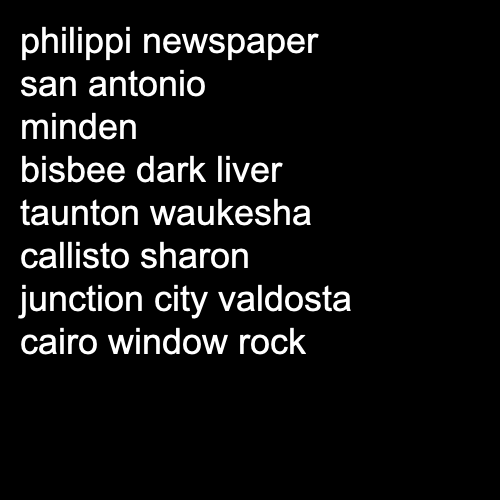 philippi newspaper
san antonio
minden
bisbee dark liver
taunton waukesha
callisto sharon
junction city valdosta
cairo window rock